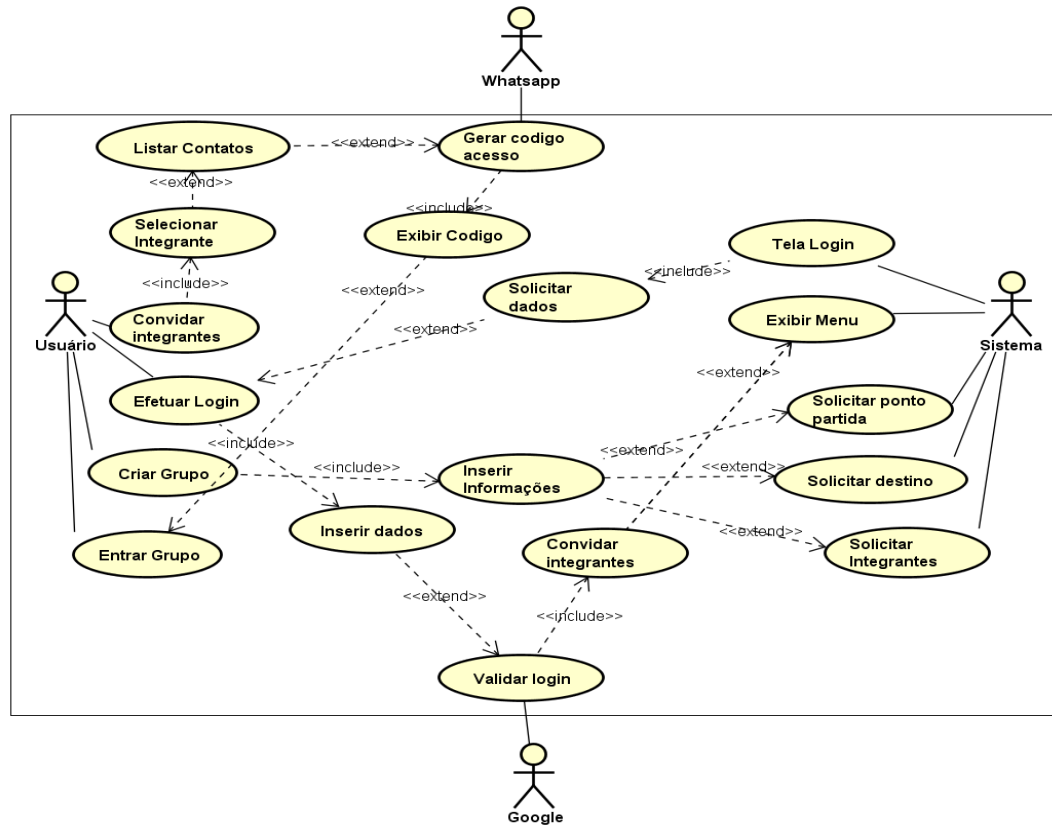 Whatsapp
Gerar codigo
acesso
Listar Contatos
<<extend>>
<<extend>>
<<include>>
Selecionar
Integrante
Exibir Codigo
Tela Login
<<include>>
<<include>>
Solicitar
dados
<<extend>>
Convidar
integrantes
Usuário
Exibir Menu
Sistema
<<extend>>
<<extend>>
Efetuar Login
Solicitar ponto
partida
<<include>>
<<extend>>
Criar Grupo
<<include>>
Inserir
Informações
<<extend>>
Solicitar destino
Inserir dados
<<extend>>
Entrar Grupo
Convidar
integrantes
Solicitar
Integrantes
<<extend>>
<<include>>
Validar login
Google